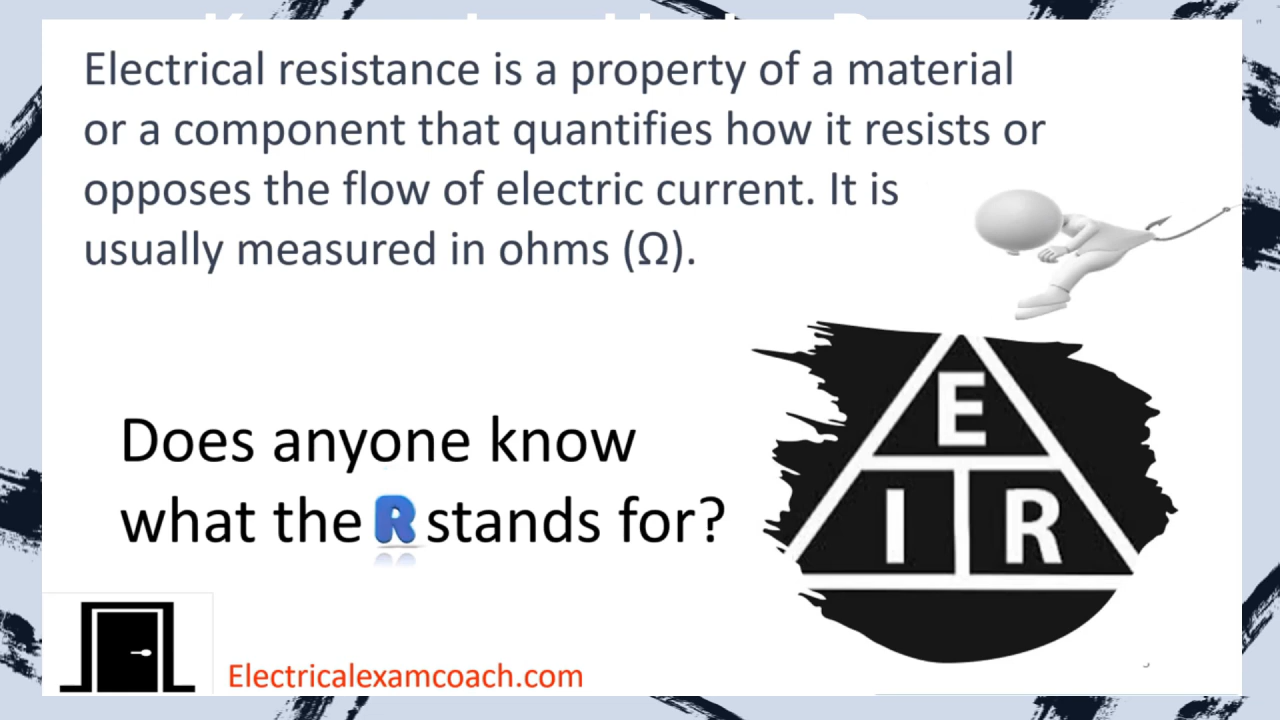 Electrical resistance is a property of a material
or a component that quantifies how it resists or
opposes the flow of electric current. It is
usually measured in ohms (Ω).
Does anyone know
what the R stands for?
E
I R
Electricalexamcoach.com